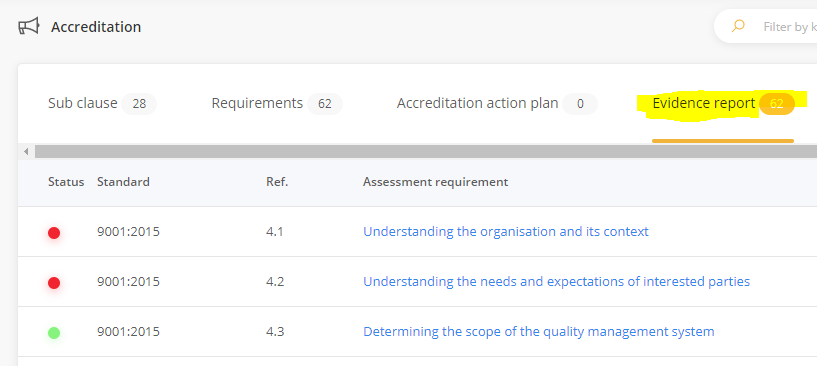 Accreditation
Filter by k
Sub clause 28 Requirements 62 Accreditation action plan 0 Evidence report 62
Status Standard Ref. Assessment requirement
9001:2015 4.1 Understanding the organisation and its context
9001:2015 4.2 Understanding the needs and expectations of interested parties
9001:2015 4.3 Determining the scope of the quality management system